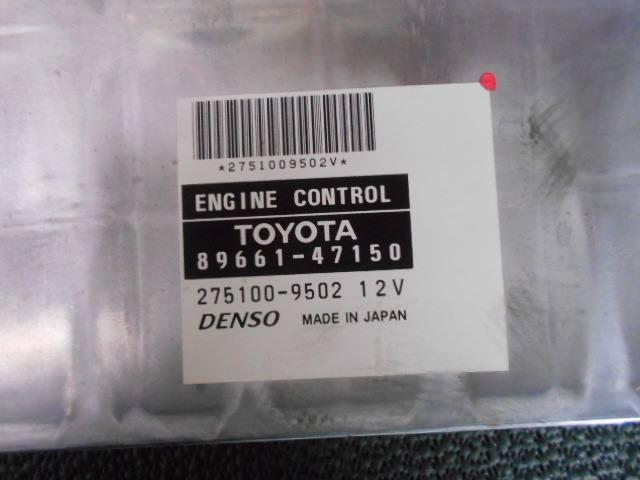 *2751009502V*
ENGINE CONTROL
TOYOTA
89661-47150
275100-9502 12V
DENSO MADE IN JAPAN